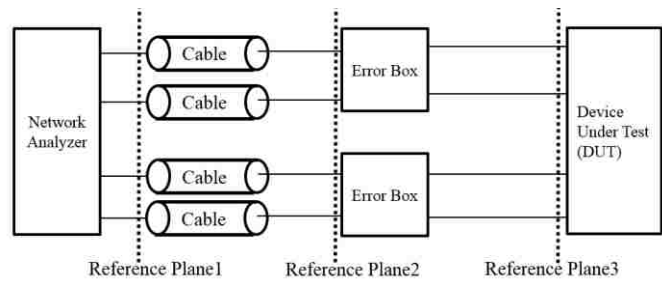 Network
Analyzer
Cable
Cable
Cable
Cable
Error Box
Error Box
Device
Under Test
(DUT)
Reference Plane1
Reference Plane2
Reference Plane3